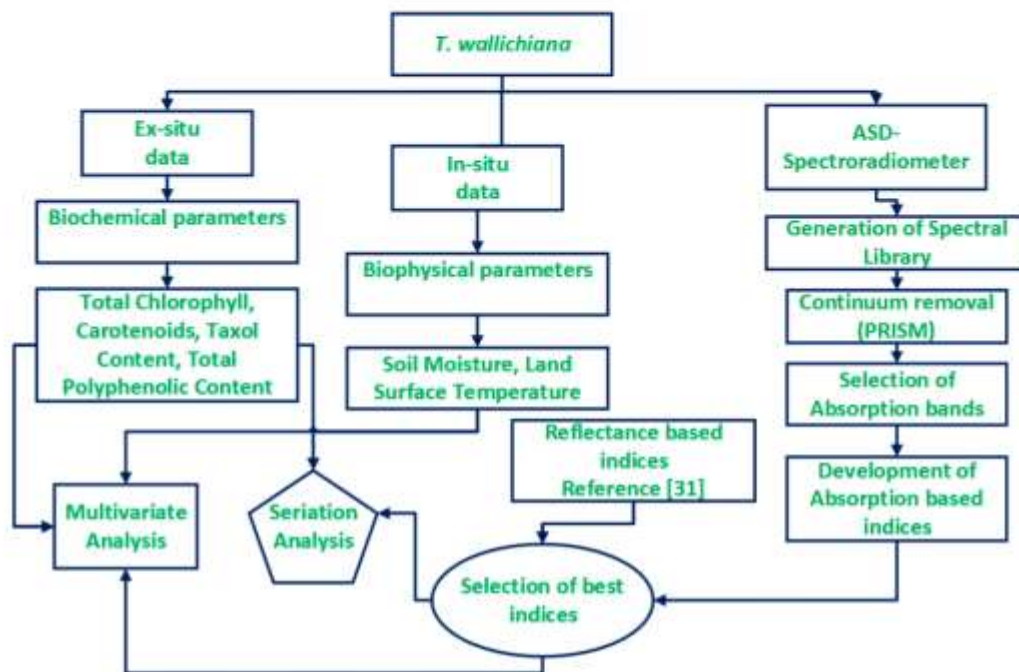 T. wallichiana
Ex-situ
data
Biochemical parameters
Total Chlorophyll,
Carotenoids, Taxol
Content, Total
Polyphenolic Content
In-situ
data
Biophysical parameters
Soil Moisture, Land
Surface Temperature
ASD-
Spectroradiometer
Generation of Spectral
Library
Continuum removal
(PRISM)
Selection of
Absorption bands
Development of
Absorption based
indices
Reflectance based
indices
Reference [31]
Multivariate
Analysis
Seriation
Analysis
Selection of best
indices